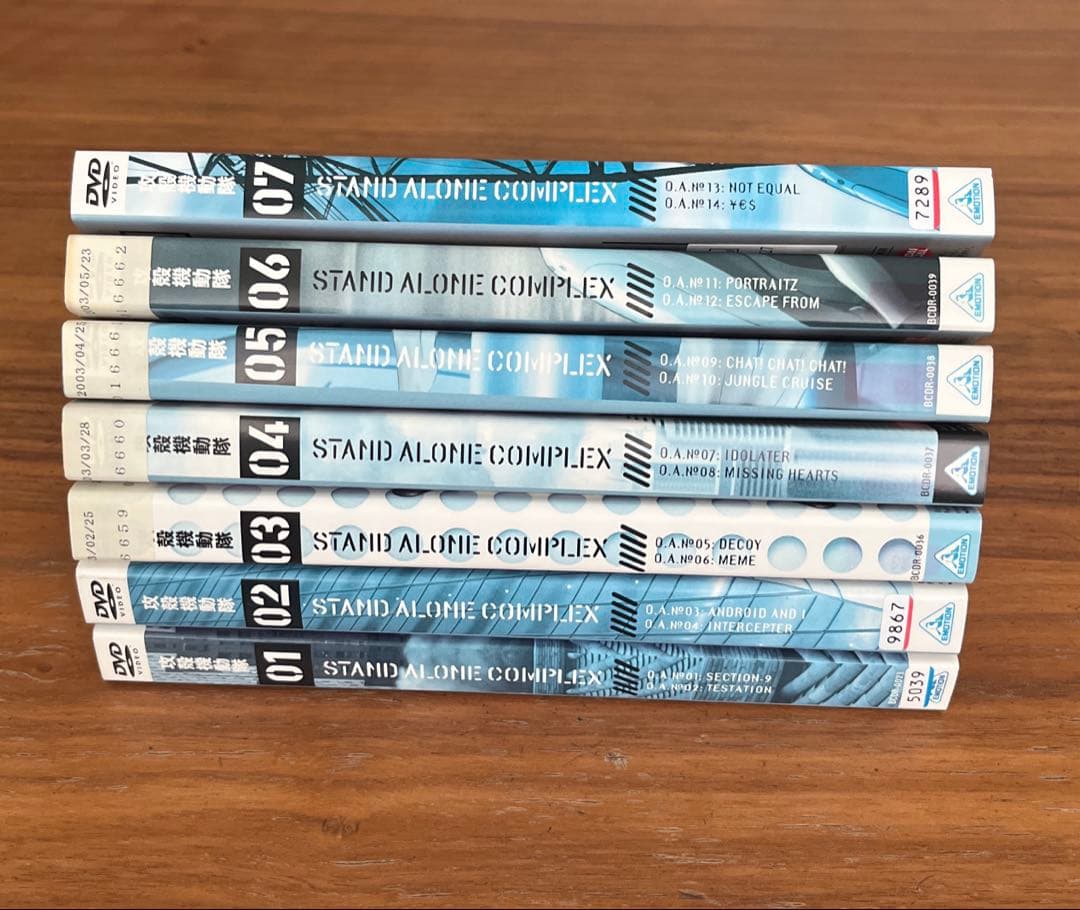 DVD
VIDEO
攻殻機動隊
07
STAND ALONE COMPLEX
O.A.Nº13: NOT EQUAL
O.A.Nº14: ¥€$
7289
EMOTION
03/05/23
16662
攻殻機動隊
06
STAND ALONE COMPLEX
O.A.Nº11: PORTRAITZ
O.A.Nº12: ESCAPE FROM
BCDR-0039
EMOTION
2003/04/25
殻機動隊
05
STAND ALONE COMPLEX
O.A.Nº09: CHAT! CHAT! CHAT!
O.A.Nº10: JUNGLE CRUISE
BCDR-0038
EMOTION
03/03/28
6660
攻殻機動隊
04
STAND ALONE COMPLEX
O.A.Nº07: IDOLATER
O.A.Nº08: MISSING HEARTS
BCDR-0037
EMOTION
3/02/25
6659
殻機動隊
03
STAND ALONE COMPLEX
O.A.Nº05: DECOY
O.A.Nº06: MEME
BCDR-0036
EMOTION
DVD
VIDEO
攻殻機動隊
02
STAND ALONE COMPLEX
O.A.Nº03: ANDROID AND I
O.A.Nº04: INTERCEPTER
9867
EMOTION
DVD
VIDEO
攻殻機動隊
01
STAND ALONE COMPLEX
O.A.Nº01: SECTION-9
O.A.Nº02: TESTATION
5039
EMOTION